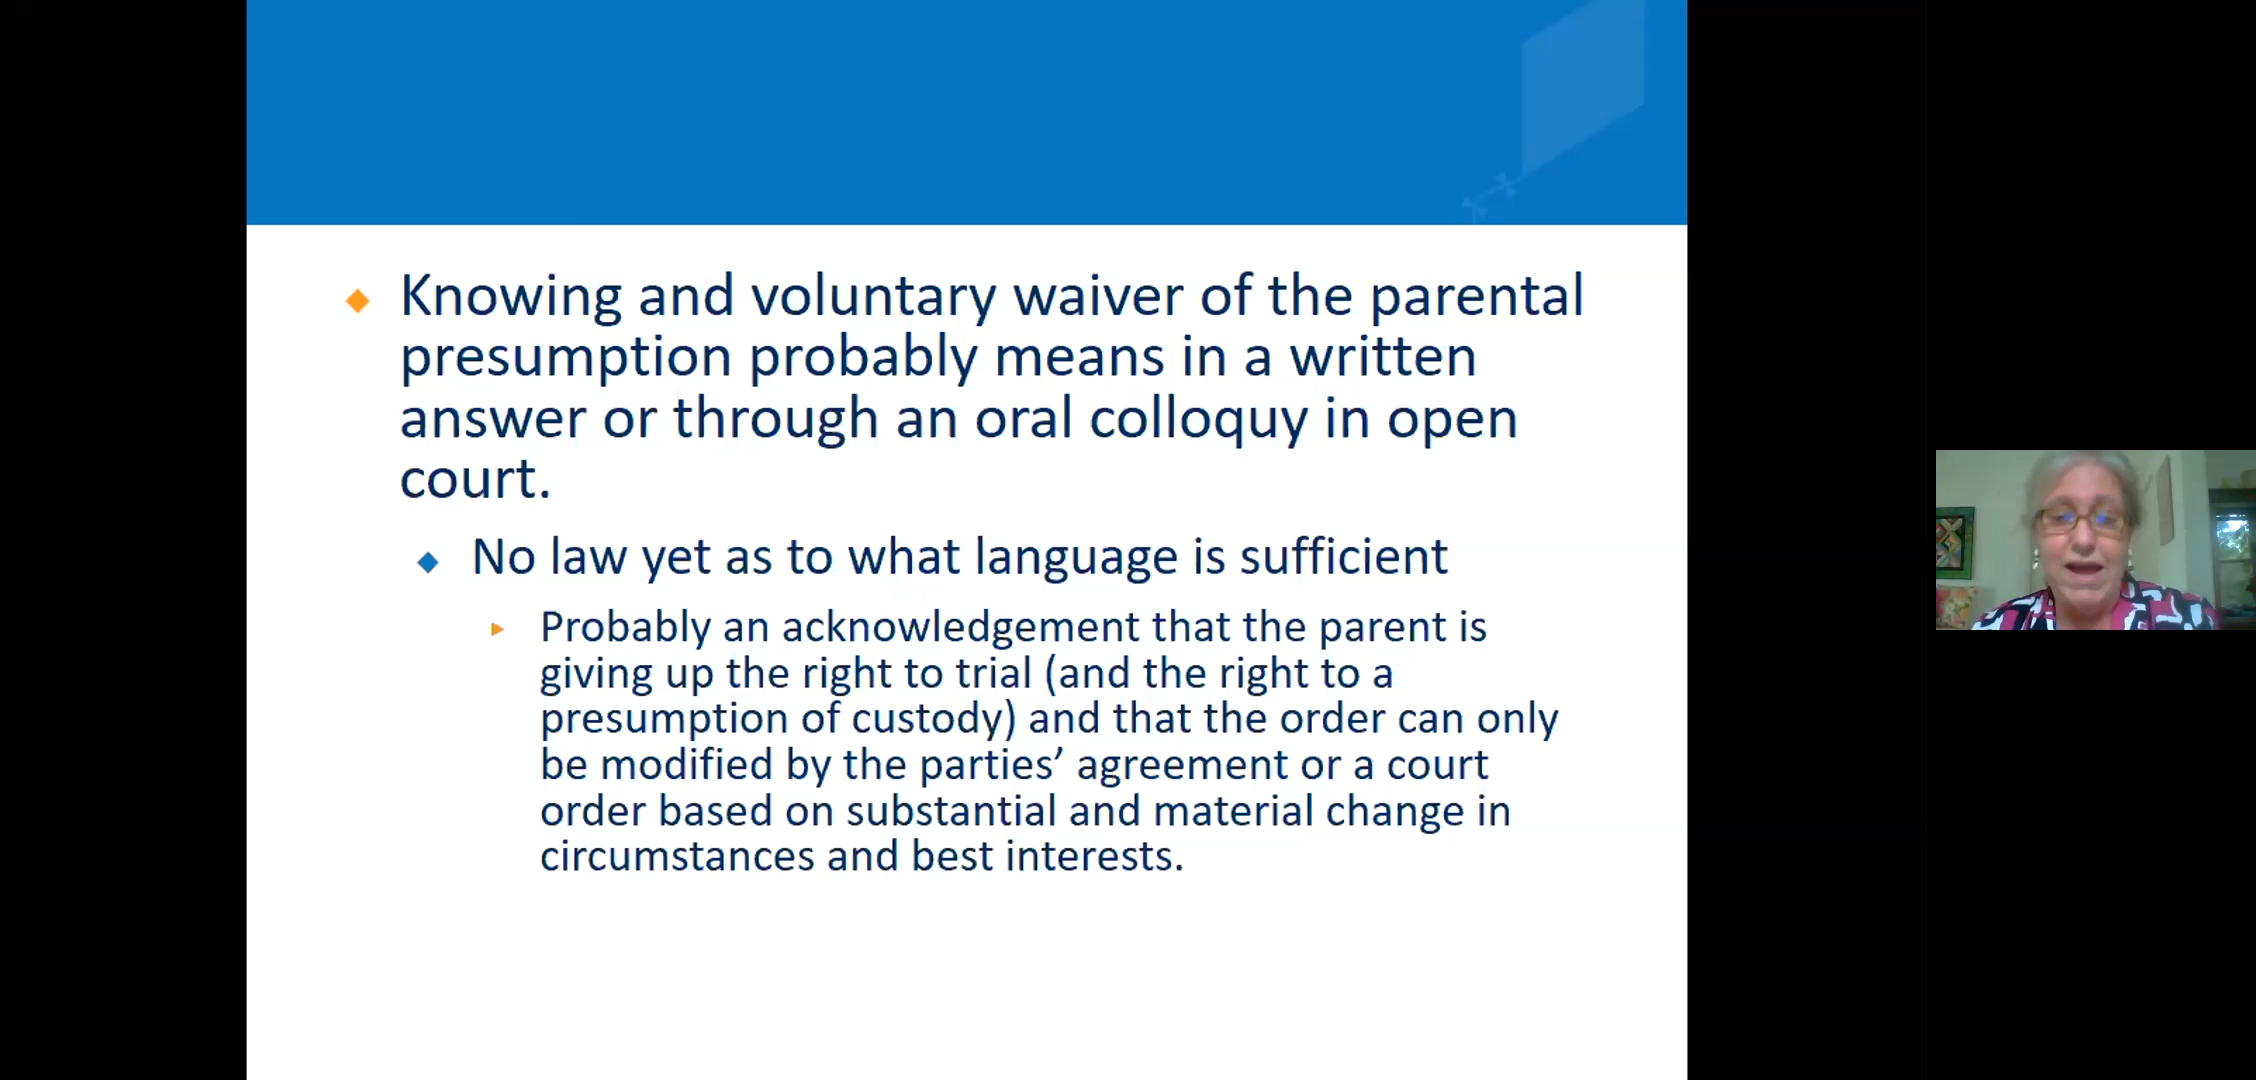 Knowing and voluntary waiver of the parental
presumption probably means in a written
answer or through an oral colloquy in open
court.
No law yet as to what language is sufficient
Probably an acknowledgement that the parent is
giving up the right to trial (and the right to a
presumption of custody) and that the order can only
be modified by the parties’ agreement or a court
order based on substantial and material change in
circumstances and best interests.